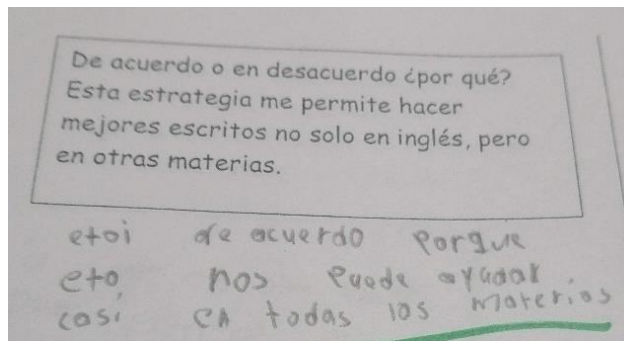 De acuerdo o en desacuerdo ¿por qué?
Esta estrategia me permite hacer
mejores escritos no solo en inglés, pero
en otras materias.
etoi de acuerdo porque
eto nos puede ayudar
casi en todas las materias